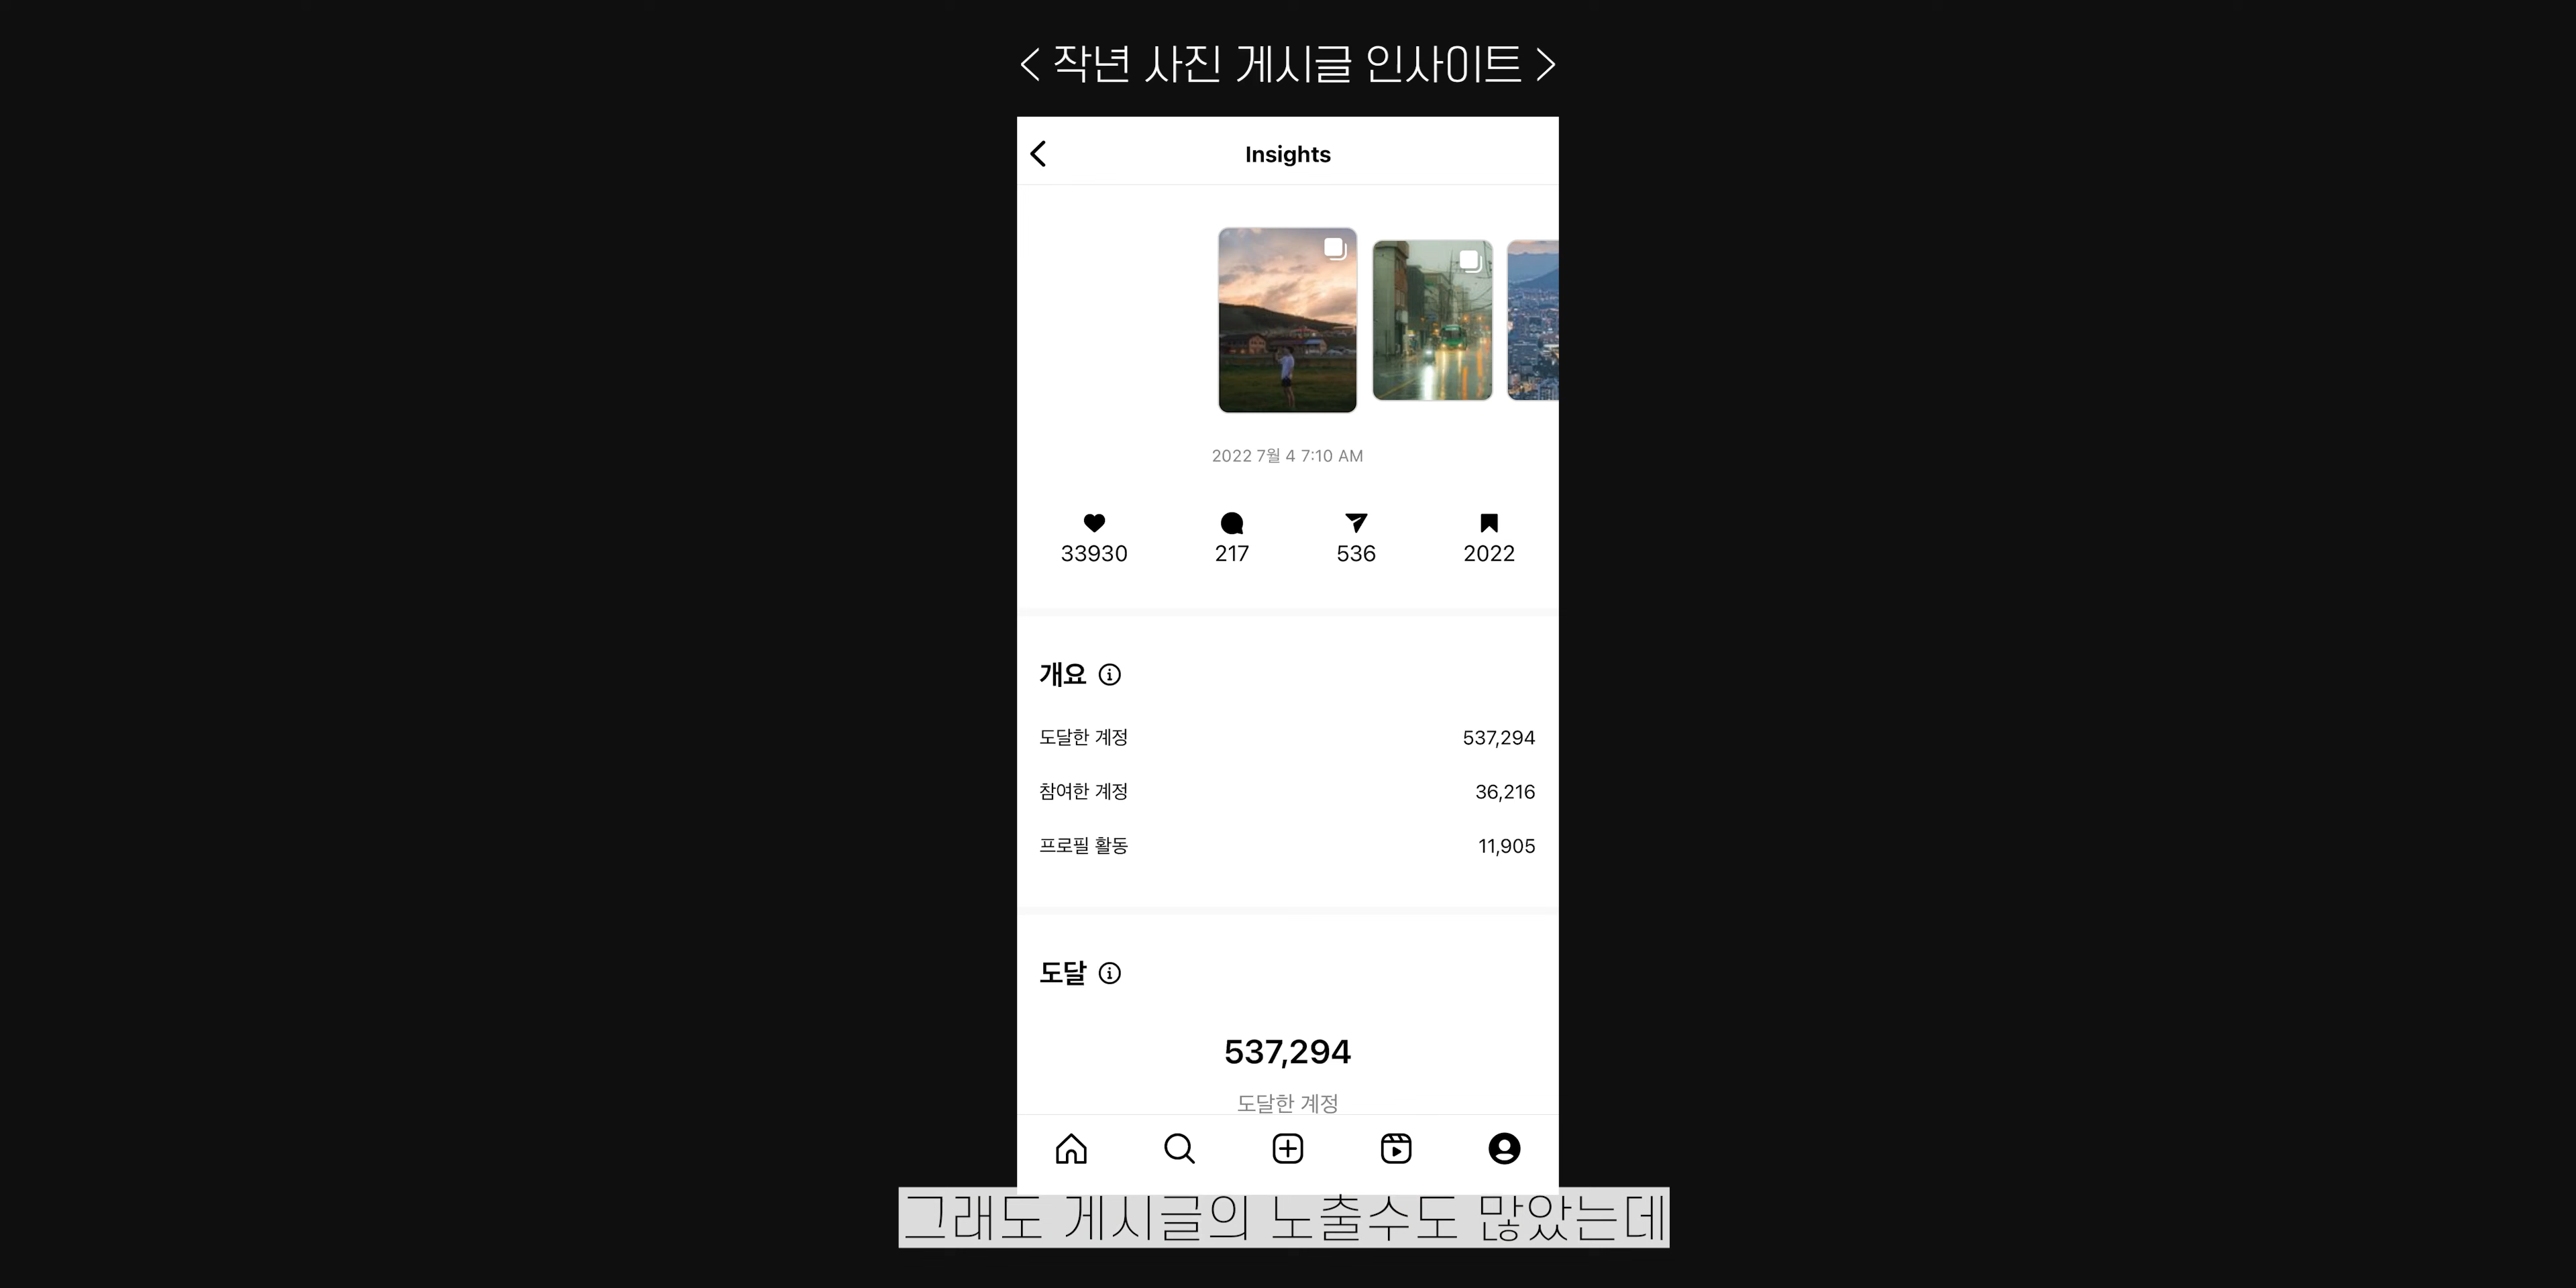 < 작년 사진 게시글 인사이트 >
Insights
2022 7월 4 7:10 AM
33930 217 536 2022
개요
도달한 계정 537,294
참여한 계정 36,216
프로필 활동 11,905
도달
537,294
도달한 계정
그래도 게시글의 노출수도 많았는데